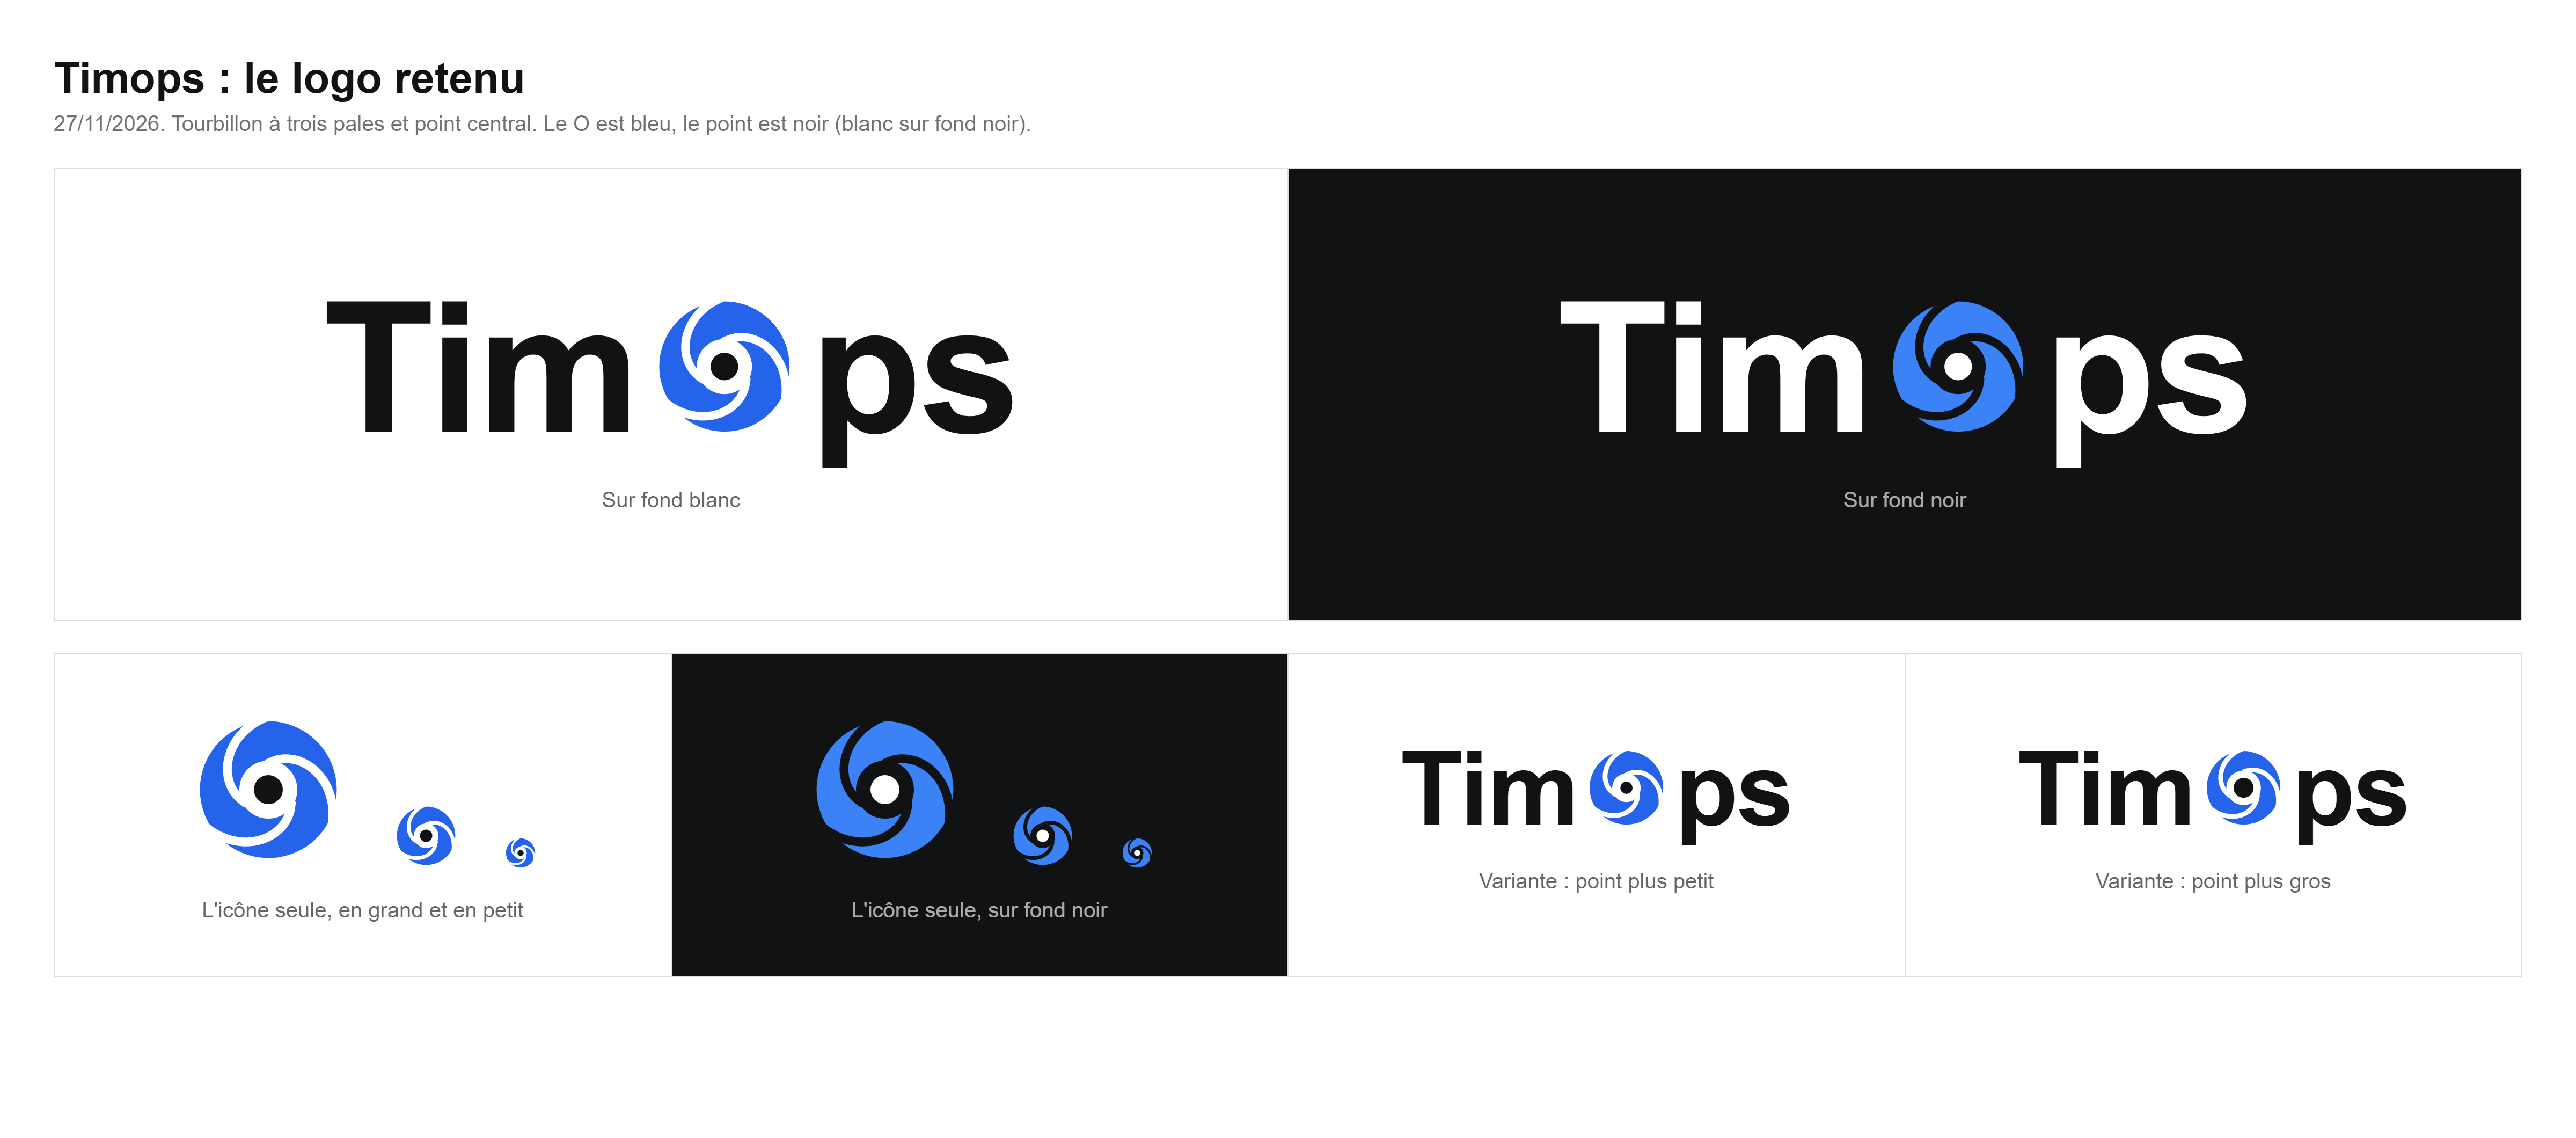 Timops : le logo retenu
27/11/2026. Tourbillon à trois pales et point central. Le O est bleu, le point est noir (blanc sur fond noir).
Timops
Sur fond blanc
Timops
Sur fond noir
L'icône seule, en grand et en petit
L'icône seule, sur fond noir
Timops
Variante : point plus petit
Timops
Variante : point plus gros